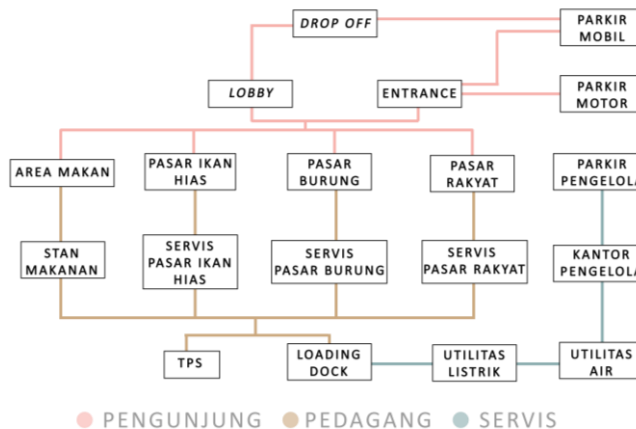 DROP OFF
PARKIR
MOBIL
LOBBY
ENTRANCE
PARKIR
MOTOR
AREA MAKAN
PASAR IKAN
HIAS
PASAR
BURUNG
PASAR
RAKYAT
PARKIR
PENGELOLA
STAN
MAKANAN
SERVIS
PASAR IKAN
HIAS
SERVIS
PASAR BURUNG
SERVIS
PASAR RAKYAT
KANTOR
PENGELOLA
TPS
LOADING
DOCK
UTILITAS
LISTRIK
UTILITAS
AIR
PENGUNJUNG PEDAGANG SERVIS